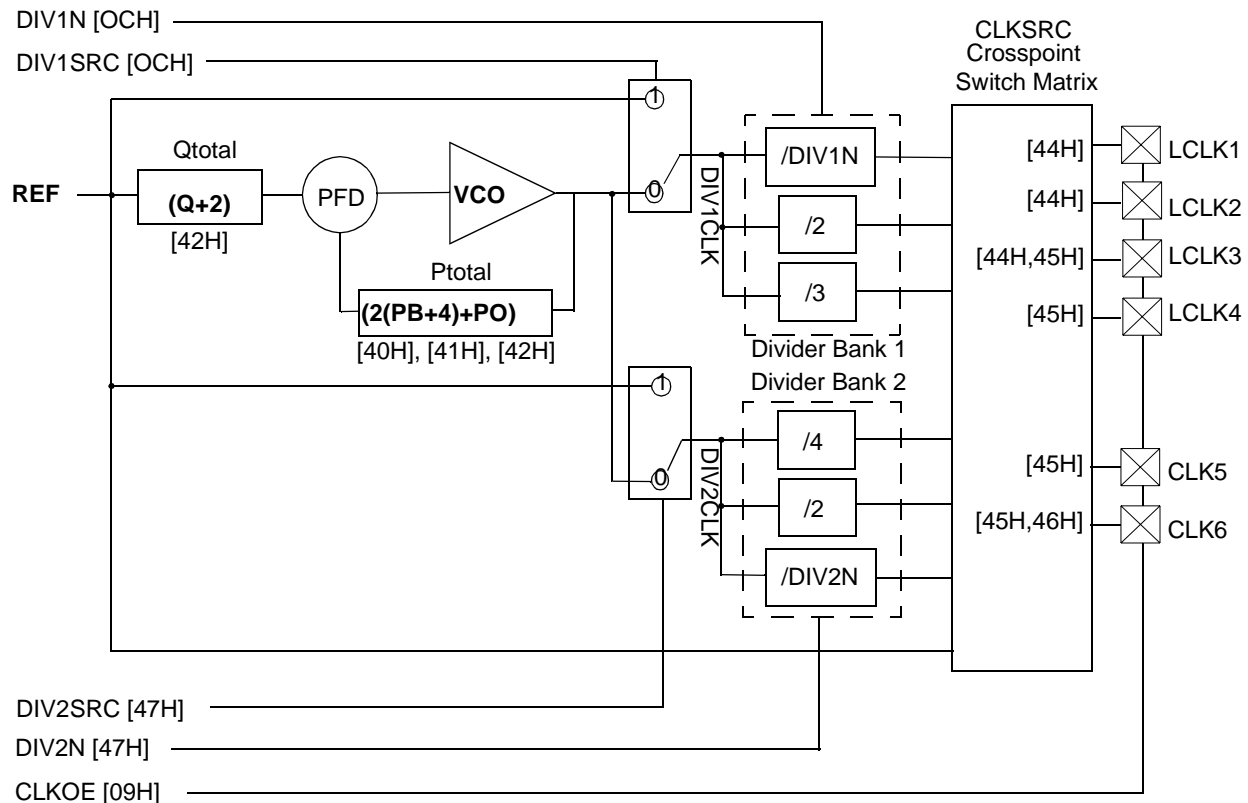 DIV1N [OCH]
DIV1SRC [OCH]
CLKSRC
Crosspoint
Switch Matrix
Qtotal
REF
(Q+2)
[42H]
PFD
VCO
Ptotal
(2(PB+4)+PO)
[40H], [41H], [42H]
1
0
DIV1CLK
/DIV1N
/2
/3
Divider Bank 1
Divider Bank 2
1
0
DIV2CLK
/4
/2
/DIV2N
[44H]
LCLK1
[44H]
LCLK2
[44H,45H]
LCLK3
[45H]
LCLK4
[45H]
CLK5
[45H,46H]
CLK6
DIV2SRC [47H]
DIV2N [47H]
CLKOE [09H]